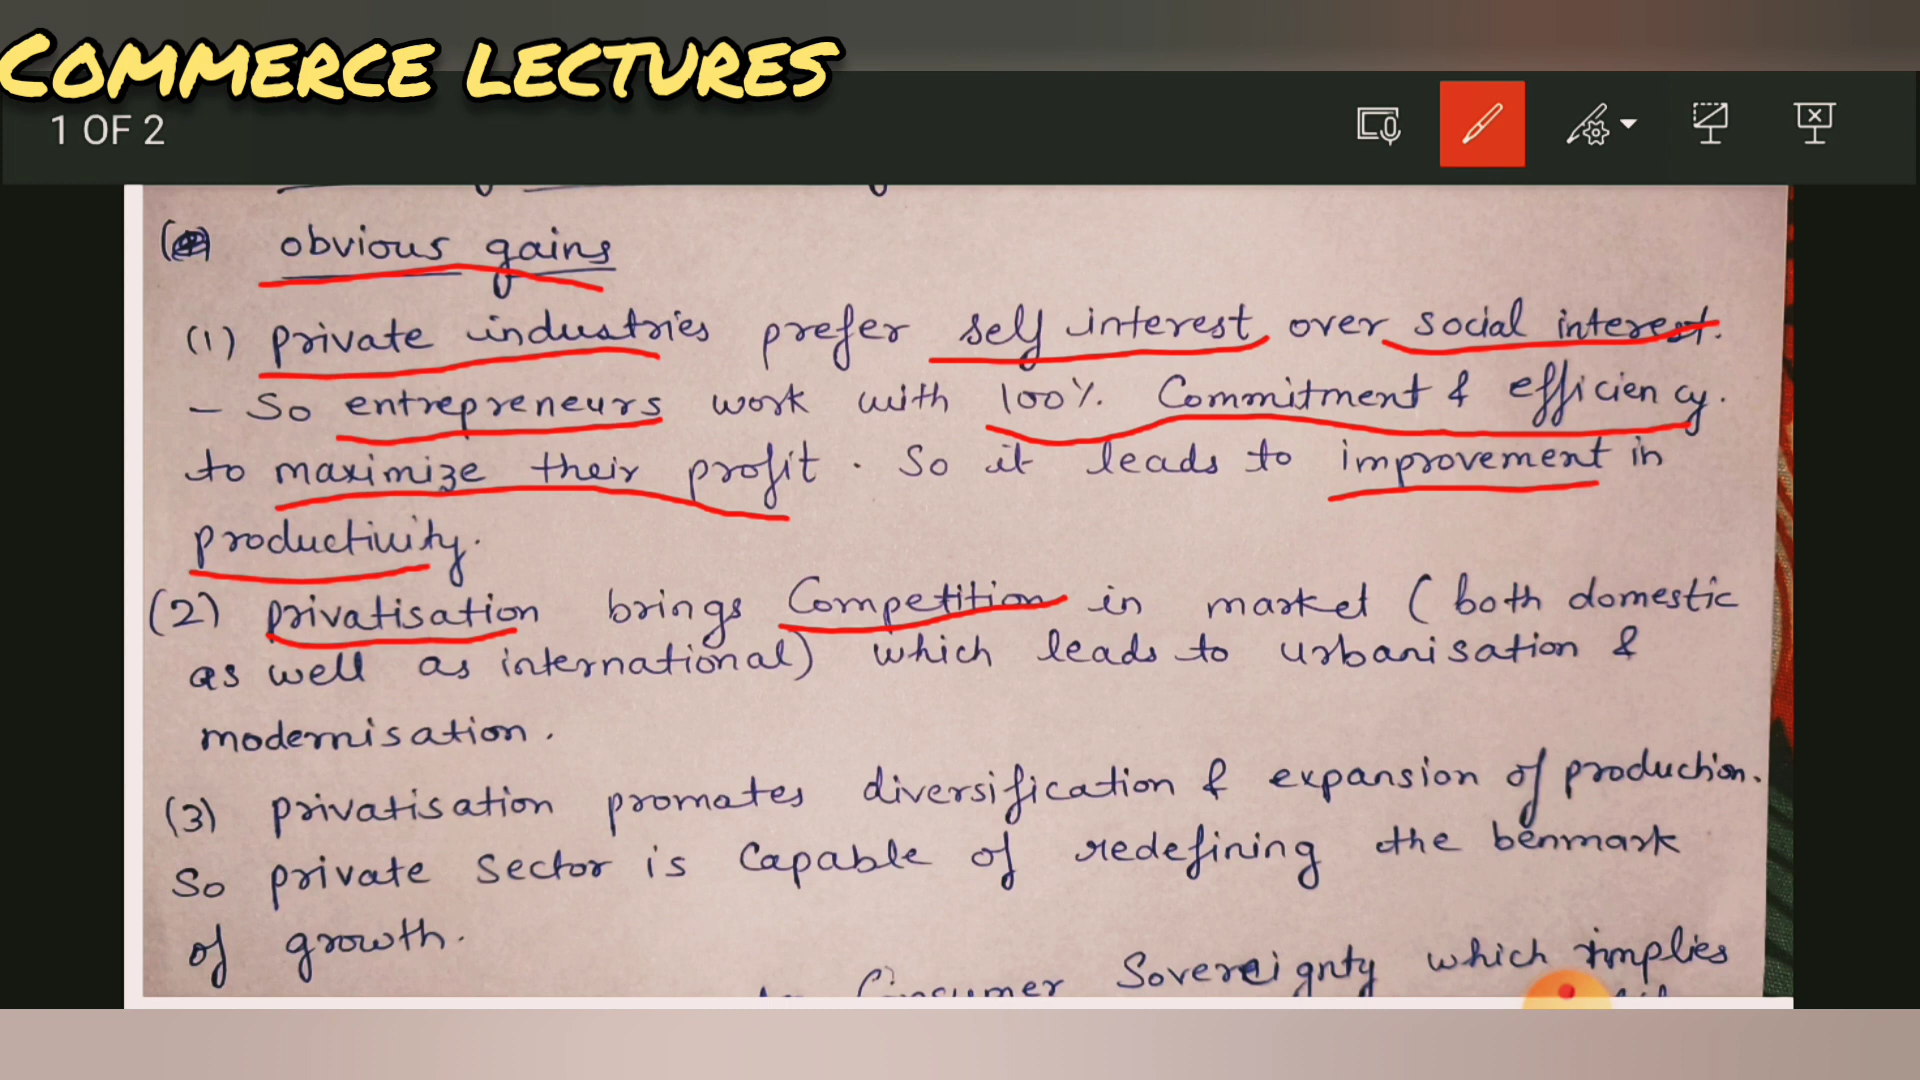 COMMERCE LECTURES
1 OF 2
obvious gains
(1) private industries prefer self interest over social interest.
- So entrepreneurs work with 100% Commitment & efficiency.
to maximize their profit. So it leads to improvement in
productivity.
(2) privatisation brings Competition in market (both domestic
as well as international) which leads to urbanisation &
modernisation.
(3) privatisation promates diversification & expansion of production.
So private sector is Capable of redefining the benmark
of growth.
Consumer Sovereignty which implies